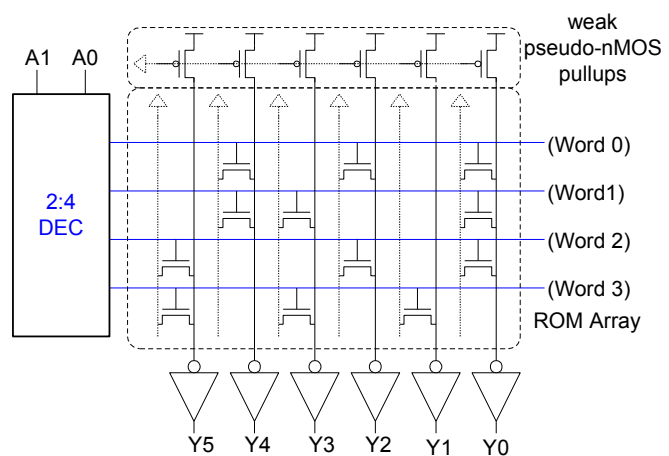 weak
pseudo-nMOS
pullups
A1 A0
(Word 0)
2:4
DEC
(Word1)
(Word 2)
(Word 3)
ROM Array
Y5 Y4 Y3 Y2 Y1 Y0